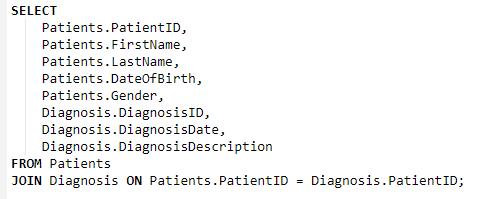 SELECT
    Patients.PatientID,
    Patients.FirstName,
    Patients.LastName,
    Patients.DateOfBirth,
    Patients.Gender,
    Diagnosis.DiagnosisID,
    Diagnosis.DiagnosisDate,
    Diagnosis.DiagnosisDescription
FROM Patients
JOIN Diagnosis ON Patients.PatientID = Diagnosis.PatientID;